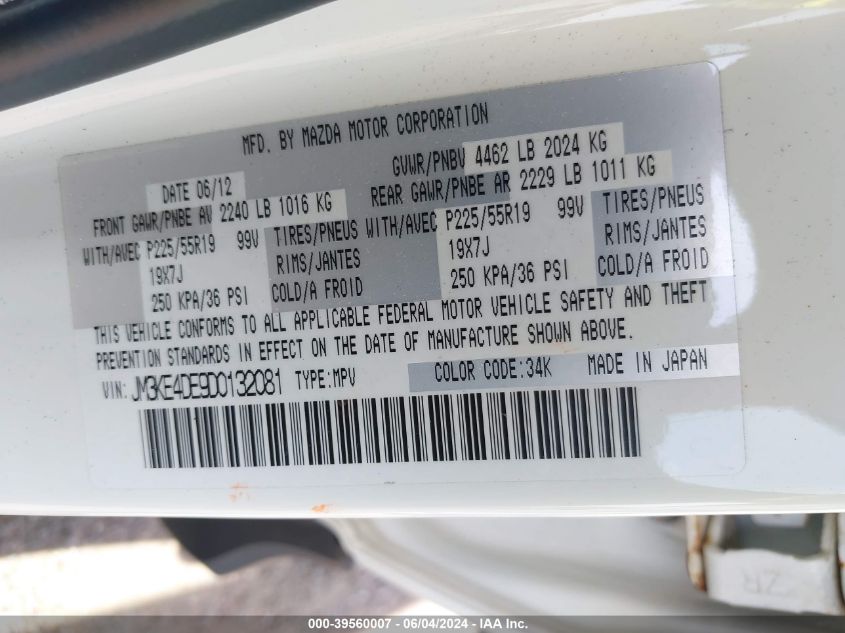 MFD. BY MAZDA MOTOR CORPORATION
DATE 06/12 GVWR/PNBV 4462 LB 2024 KG
FRONT GAWR/PNBE AV 2240 LB 1016 KG REAR GAWR/PNBE AR 2229 LB 1011 KG
WITH/AVEC P225/55R19 99V TIRES/PNEUS WITH/AVEC P225/55R19 99V TIRES/PNEUS
19X7J RIMS/JANTES 19X7J RIMS/JANTES
250 KPA/36 PSI COLD/A FROID 250 KPA/36 PSI COLD/A FROID
THIS VEHICLE CONFORMS TO ALL APPLICABLE FEDERAL MOTOR VEHICLE SAFETY AND THEFT
PREVENTION STANDARDS IN EFFECT ON THE DATE OF MANUFACTURE SHOWN ABOVE.
VIN: JM3KE4DE9D0132081 TYPE:MPV COLOR CODE:34K MADE IN JAPAN
ZR
000-39560007 - 06/04/2024 - IAA Inc.